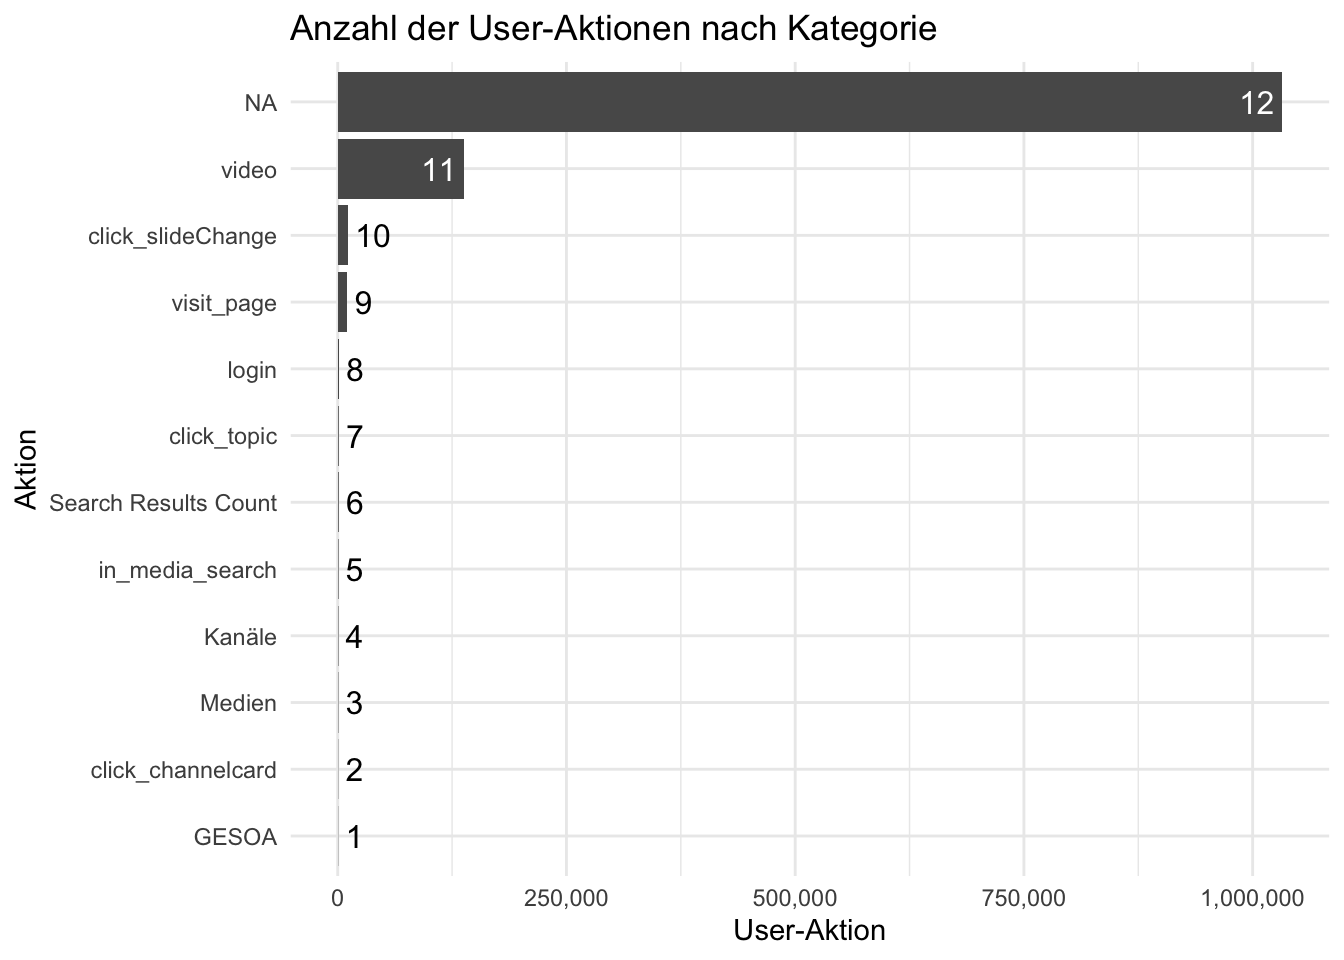 Anzahl der User-Aktionen nach Kategorie
NA 12
video 11
click_slideChange 10
visit_page 9
login 8
click_topic 7
Search Results Count 6
in_media_search 5
Kanäle 4
Medien 3
click_channelcard 2
GESOA 1
Aktion
0 250,000 500,000 750,000 1,000,000
User-Aktion